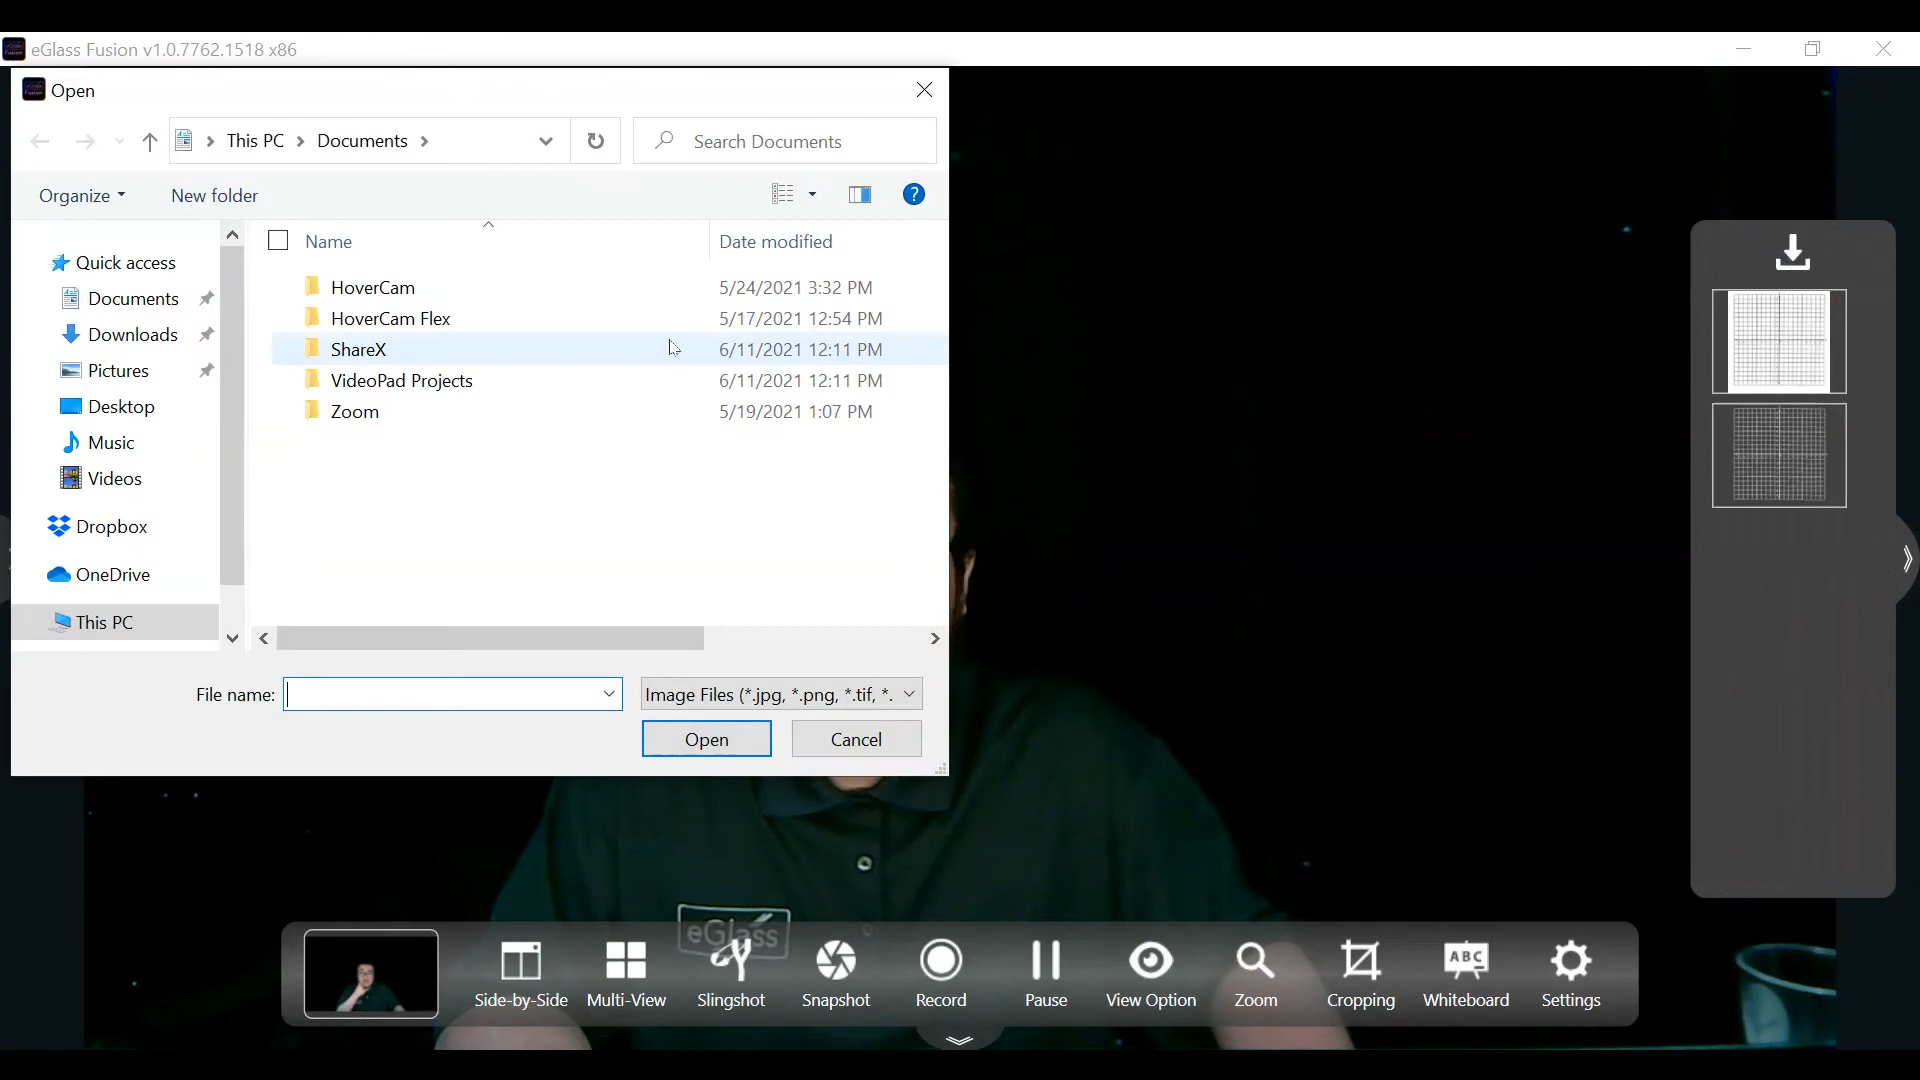 eGlass Fusion v1.0.7762.1518 x86
Open
This PC
Documents
Search Documents
Organize
New folder
?
Name
Date modified
Quick access
Documents
Downloads
Pictures
Desktop
Music
Videos
Dropbox
OneDrive
This PC
HoverCam 5/24/2021 3:32 PM
HoverCam Flex 5/17/2021 12:54 PM
ShareX 6/11/2021 12:11 PM
VideoPad Projects 6/11/2021 12:11 PM
Zoom 5/19/2021 1:07 PM
File name:
Image Files (*.jpg, *.png, *.tif, *.
Open
Cancel
eGlass
ABC
Side-by-Side
Multi-View
Slingshot
Snapshot
Record
Pause
View Option
Zoom
Cropping
Whiteboard
Settings